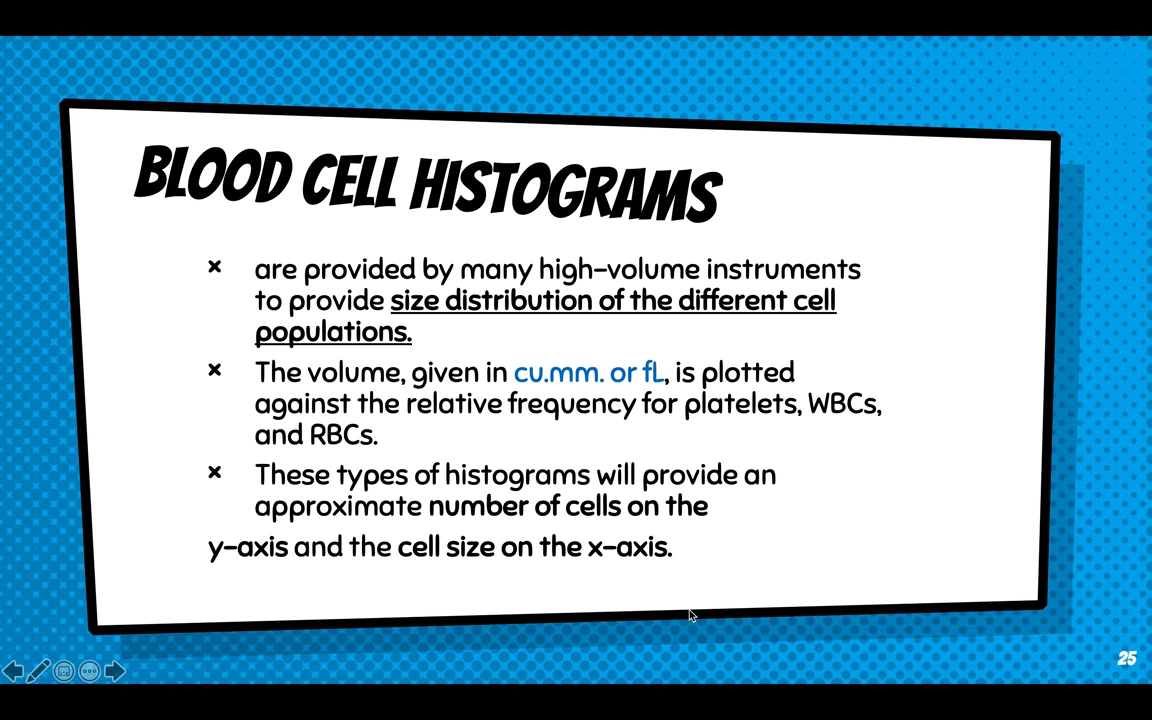 BLOOD CELL HISTOGRAMS
× are provided by many high-volume instruments
to provide size distribution of the different cell
populations.
× The volume, given in cu.mm. or fL, is plotted
against the relative frequency for platelets, WBCs,
and RBCs.
× These types of histograms will provide an
approximate number of cells on the
y-axis and the cell size on the x-axis.
25